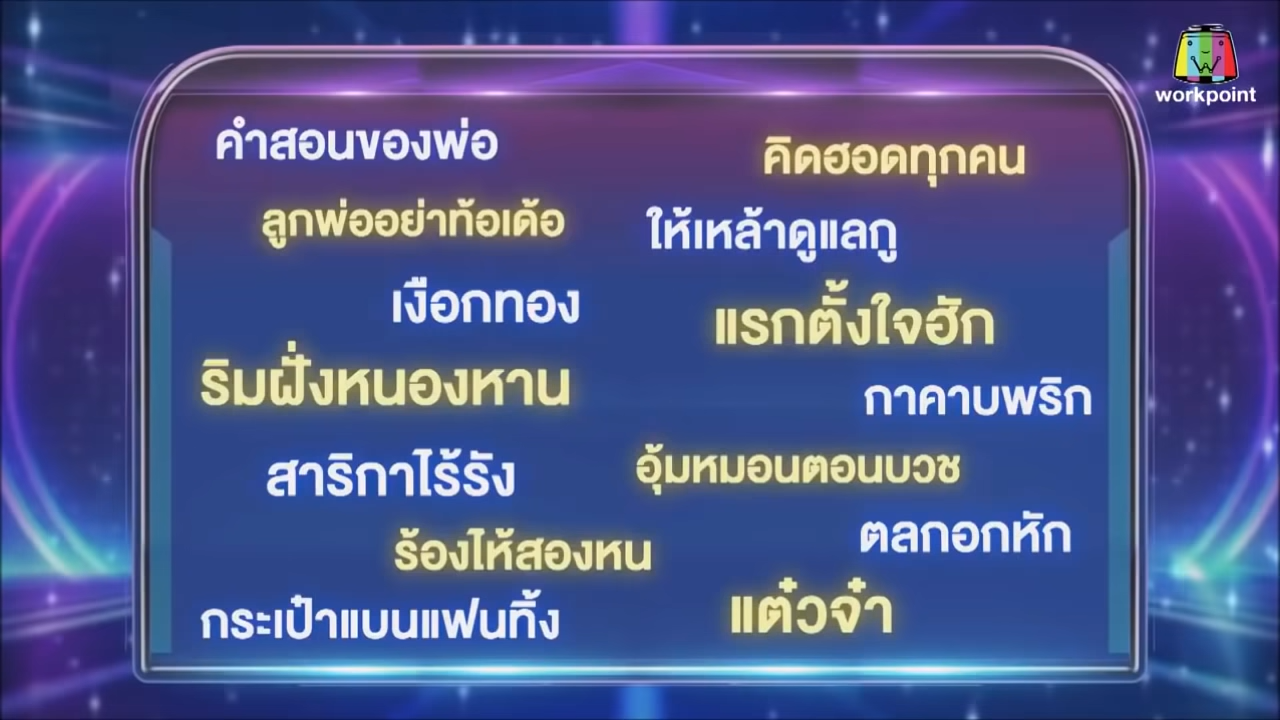 workpoint
คำสอนของพ่อ
คิดฮอดทุกคน
ลูกพ่ออย่าท้อเด้อ
ให้เหล้าดูแลกู
เงือกทอง
แรกตั้งใจฮัก
ริมฝั่งหนองหาน
กาคาบพริก
สาริกาไร้รัง
อุ้มหมอนตอนบวช
ร้องไห้สองหน
ตลกอกหัก
กระเป๋าแบนแฟนทิ้ง
แต๋วจ๋า